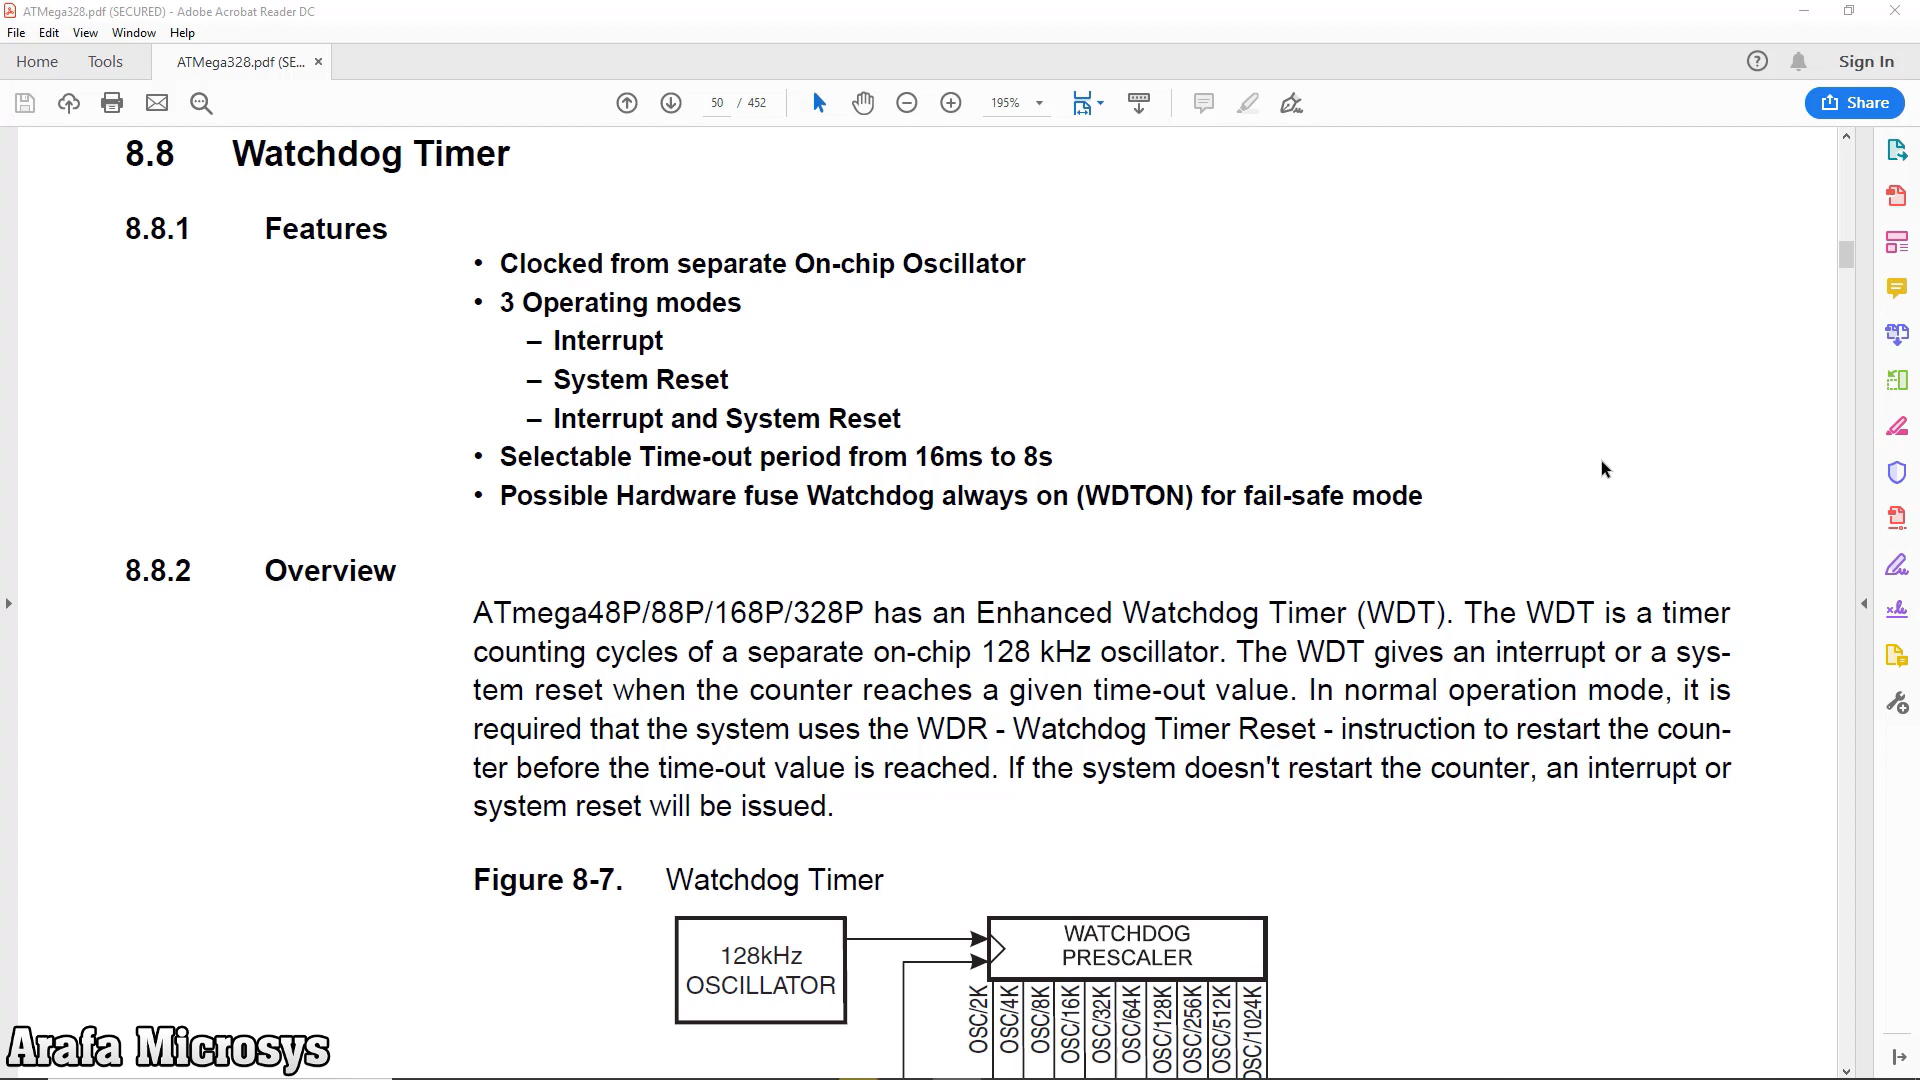 ATMega328.pdf (SECURED) - Adobe Acrobat Reader DC
File Edit View Window Help
Home Tools ATMega328.pdf (SE... × Sign In
50 / 452 195% Share
8.8 Watchdog Timer
8.8.1 Features
• Clocked from separate On-chip Oscillator
• 3 Operating modes
– Interrupt
– System Reset
– Interrupt and System Reset
• Selectable Time-out period from 16ms to 8s
• Possible Hardware fuse Watchdog always on (WDTON) for fail-safe mode
8.8.2 Overview
ATmega48P/88P/168P/328P has an Enhanced Watchdog Timer (WDT). The WDT is a timer
counting cycles of a separate on-chip 128 kHz oscillator. The WDT gives an interrupt or a sys-
tem reset when the counter reaches a given time-out value. In normal operation mode, it is
required that the system uses the WDR - Watchdog Timer Reset - instruction to restart the coun-
ter before the time-out value is reached. If the system doesn't restart the counter, an interrupt or
system reset will be issued.
Figure 8-7. Watchdog Timer
128kHz
OSCILLATOR
WATCHDOG
PRESCALER
OSC/2K
OSC/4K
OSC/8K
OSC/16K
OSC/32K
OSC/64K
OSC/128K
OSC/256K
OSC/512K
OSC/1024K
Arafa Microsys